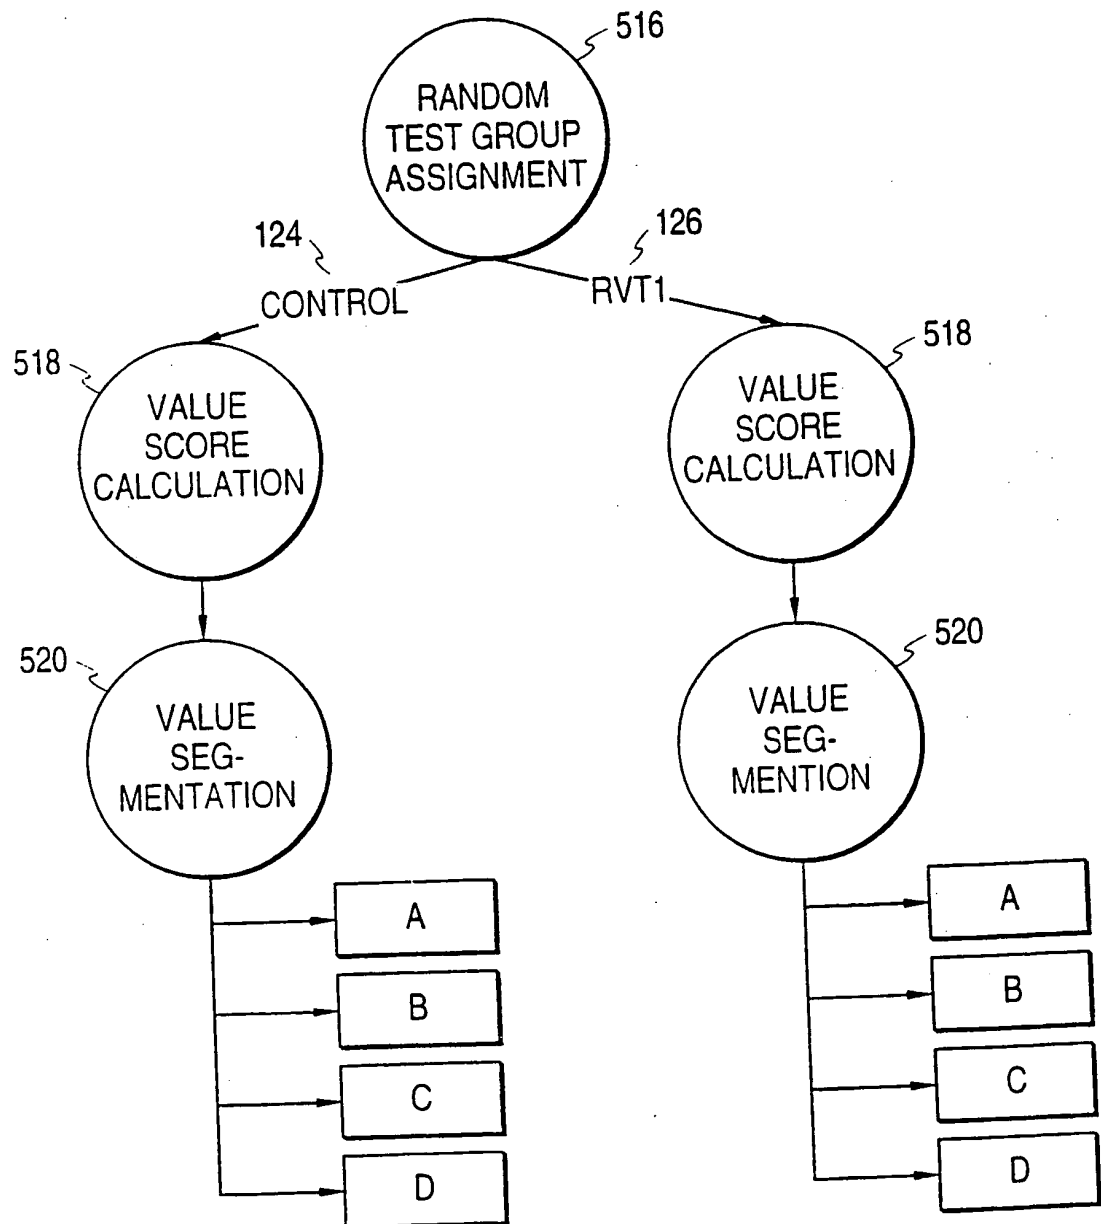 516
RANDOM
TEST GROUP
ASSIGNMENT
124
126
CONTROL
RVT1
518
VALUE
SCORE
CALCULATION
518
VALUE
SCORE
CALCULATION
520
VALUE
SEG-
MENTATION
520
VALUE
SEG-
MENTION
A
B
C
D
A
B
C
D